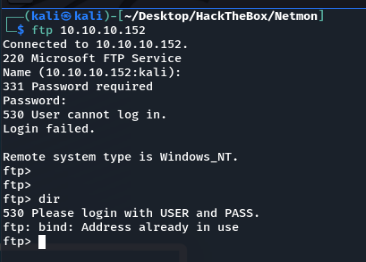 (kali㉿kali)-[~/Desktop/HackTheBox/Netmon]
$ ftp 10.10.10.152
Connected to 10.10.10.152.
220 Microsoft FTP Service
Name (10.10.10.152:kali):
331 Password required
Password:
530 User cannot log in.
Login failed.
Remote system type is Windows_NT.
ftp>
ftp>
ftp> dir
530 Please login with USER and PASS.
ftp: bind: Address already in use
ftp>